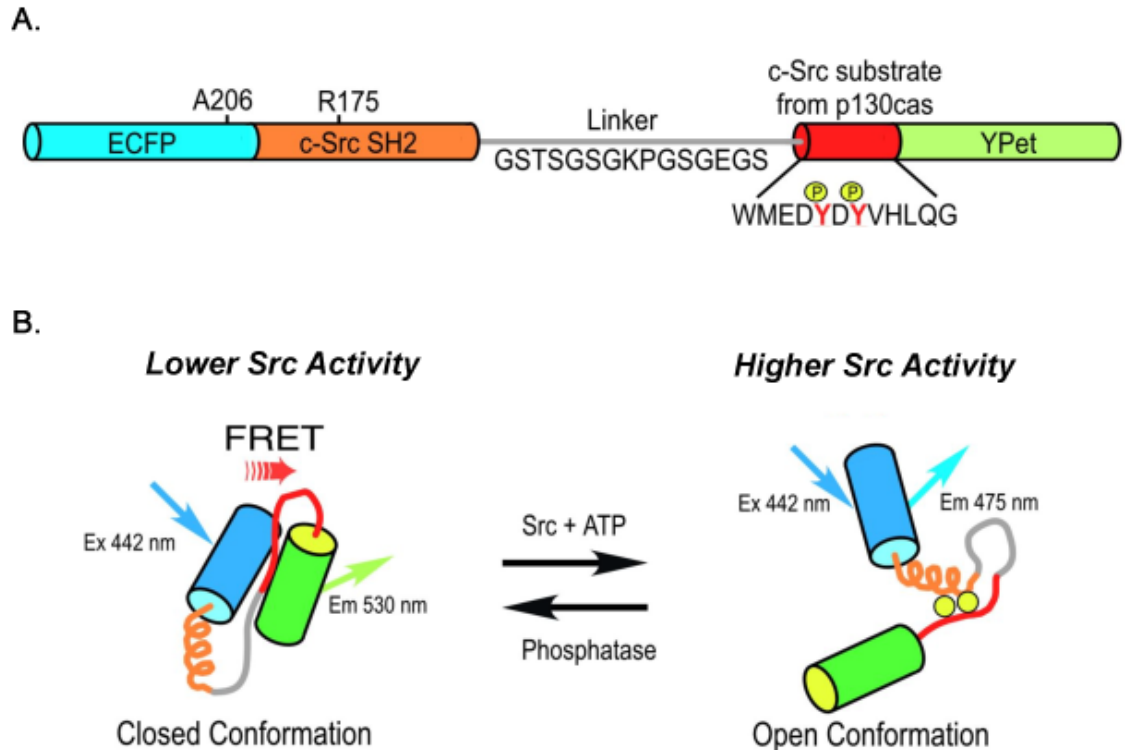 A.
A206
R175
c-Src substrate
from p130cas
ECFP
c-Src SH2
Linker
GSTSGSGKPGSGEGS
YPet
P P
WMEDYDYVHLQG
B.
Lower Src Activity
Higher Src Activity
FRET
Ex 442 nm
Em 530 nm
Src + ATP
Phosphatase
Ex 442 nm
Em 475 nm
Closed Conformation
Open Conformation